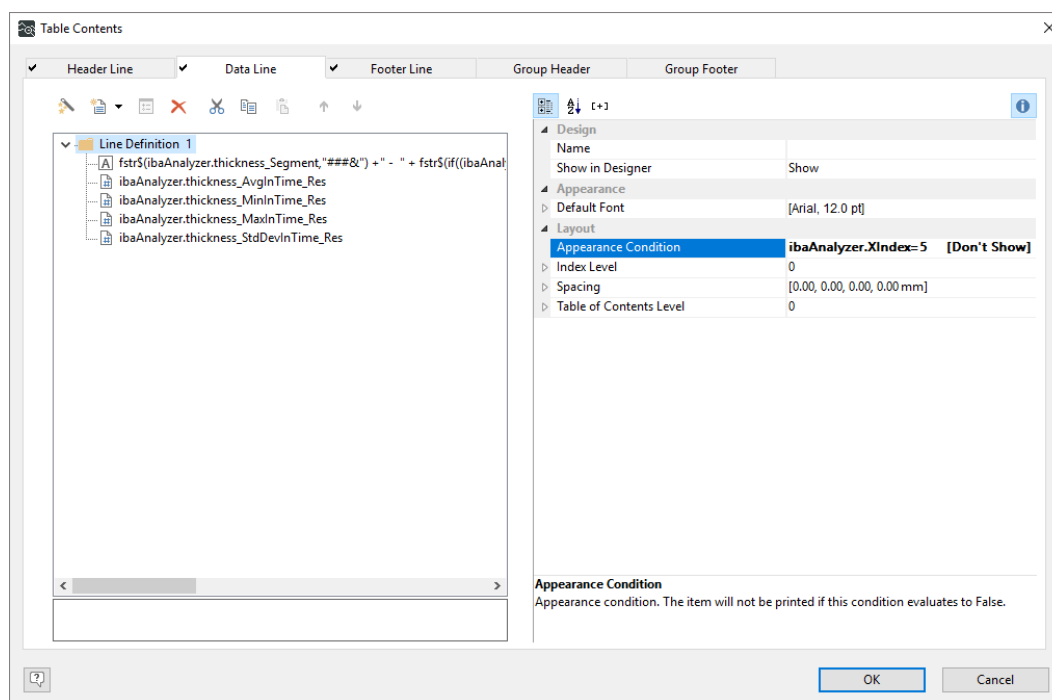 Table Contents
Header Line
Data Line
Footer Line
Group Header
Group Footer
Line Definition 1
A fstr$(ibaAnalyzer.thickness_Segment,"###&") +" - " + fstr$(if((ibaAnal
ibaAnalyzer.thickness_AvgInTime_Res
ibaAnalyzer.thickness_MinInTime_Res
ibaAnalyzer.thickness_MaxInTime_Res
ibaAnalyzer.thickness_StdDevInTime_Res
A Z [+]
Design
Name
Show in Designer Show
Appearance
Default Font [Arial, 12.0 pt]
Layout
Appearance Condition ibaAnalyzer.XIndex=5 [Don't Show]
Index Level 0
Spacing [0.00, 0.00, 0.00, 0.00 mm]
Table of Contents Level 0
Appearance Condition
Appearance condition. The item will not be printed if this condition evaluates to False.
OK
Cancel